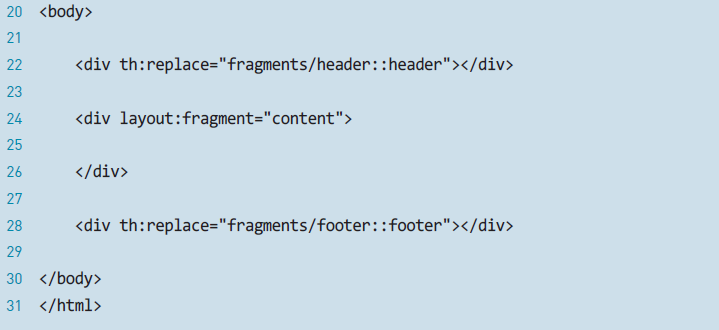 20 <body>
21
22     <div th:replace="fragments/header::header"></div>
23
24     <div layout:fragment="content">
25
26     </div>
27
28     <div th:replace="fragments/footer::footer"></div>
29
30 </body>
31 </html>